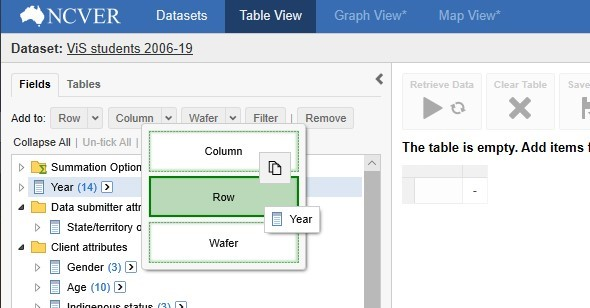 NCVER Datasets Table View Graph View* Map View*
Dataset: ViS students 2006-19
Fields Tables
Add to: Row Column Wafer Filter | Remove
Collapse All | Un-tick All |
Summation Option
Year (14)
Data submitter attr
State/territory o
Client attributes
Gender (3)
Age (10)
Indigenous status (3)
Column
Row
Year
Wafer
Retrieve Data Clear Table Save
The table is empty. Add items f
-